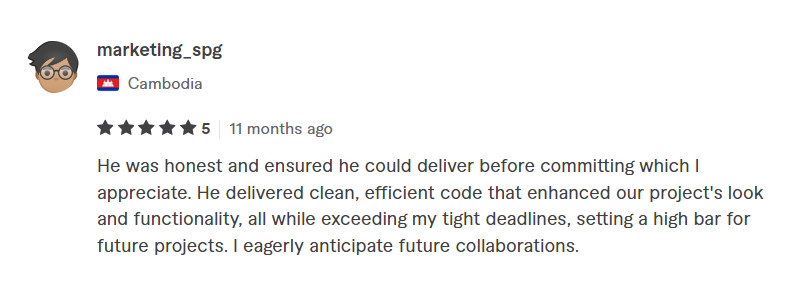 marketing_spg
Cambodia
5 11 months ago
He was honest and ensured he could deliver before committing which I
appreciate. He delivered clean, efficient code that enhanced our project's look
and functionality, all while exceeding my tight deadlines, setting a high bar for
future projects. I eagerly anticipate future collaborations.